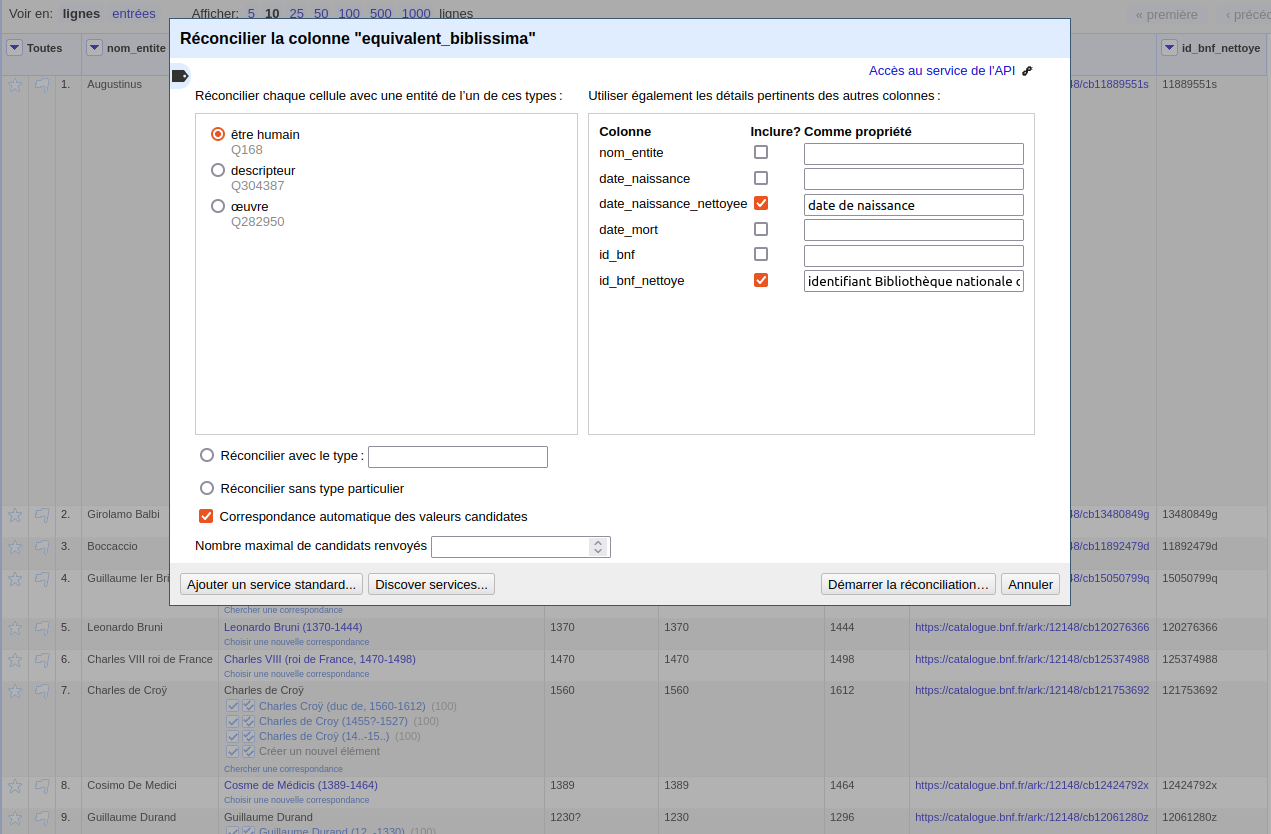 Voir en: lignes entrées Afficher: 5 10 25 50 100 500 1000 lignes « première ‹ précéc
Réconcilier la colonne "equivalent_biblissima"
Toutes nom_entite id_bnf_nettoye
Accès au service de l'API
1. Augustinus 48/cb11889551s 11889551s
Réconcilier chaque cellule avec une entité de l'un de ces types : Utiliser également les détails pertinents des autres colonnes :
être humain
Q168
descripteur
Q304387
œuvre
Q282950
Colonne Inclure? Comme propriété
nom_entite
date_naissance
date_naissance_nettoyee date de naissance
date_mort
id_bnf
id_bnf_nettoye identifiant Bibliothèque nationale c
Réconcilier avec le type :
Réconcilier sans type particulier
Correspondance automatique des valeurs candidates
Nombre maximal de candidats renvoyés
Ajouter un service standard... Discover services... Démarrer la réconciliation… Annuler
2. Girolamo Balbi 48/cb13480849g 13480849g
3. Boccaccio 48/cb11892479d 11892479d
4. Guillaume Ier Bri 48/cb15050799q 15050799q
Chercher une correspondance
5. Leonardo Bruni Leonardo Bruni (1370-1444) 1370 1370 1444 https://catalogue.bnf.fr/ark:/12148/cb120276366 120276366
Choisir une nouvelle correspondance
6. Charles VIII roi de France Charles VIII (roi de France, 1470-1498) 1470 1470 1498 https://catalogue.bnf.fr/ark:/12148/cb125374988 125374988
Choisir une nouvelle correspondance
7. Charles de Croÿ Charles de Croÿ 1560 1560 1612 https://catalogue.bnf.fr/ark:/12148/cb121753692 121753692
Charles Croÿ (duc de, 1560-1612) (100)
Charles de Croy (1455?-1527) (100)
Charles de Croÿ (14..-15..) (100)
Créer un nouvel élément
Chercher une correspondance
8. Cosimo De Medici Cosme de Médicis (1389-1464) 1389 1389 1464 https://catalogue.bnf.fr/ark:/12148/cb12424792x 12424792x
Choisir une nouvelle correspondance
9. Guillaume Durand Guillaume Durand 1230? 1230 1296 https://catalogue.bnf.fr/ark:/12148/cb12061280z 12061280z
Guillaume Durand (12..-1330) (100)